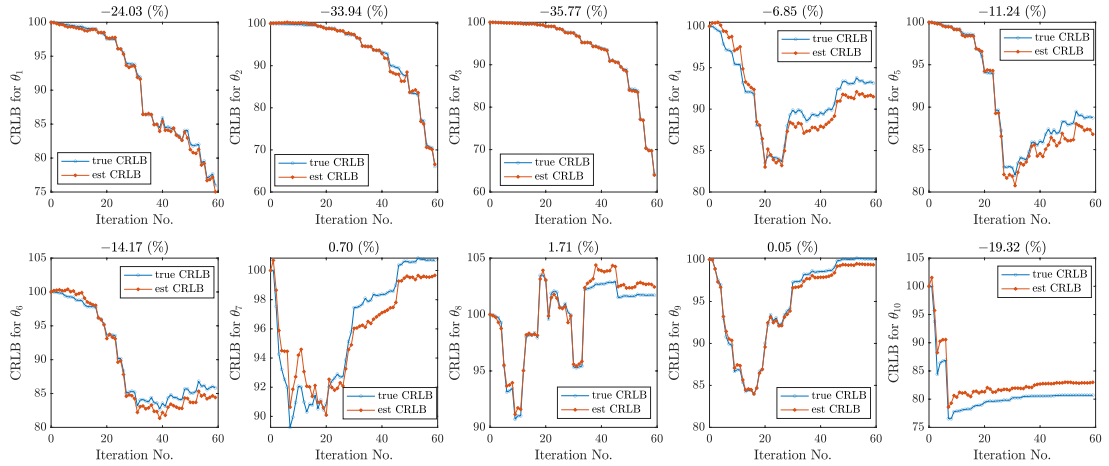 −24.03 (%)
CRLB for θ1
100
95
90
85
80
75
true CRLB
est CRLB
0 20 40 60
Iteration No.
−33.94 (%)
CRLB for θ2
100
90
80
70
60
true CRLB
est CRLB
0 20 40 60
Iteration No.
−35.77 (%)
CRLB for θ3
100
90
80
70
60
true CRLB
est CRLB
0 20 40 60
Iteration No.
−6.85 (%)
CRLB for θ4
100
95
90
85
80
true CRLB
est CRLB
0 20 40 60
Iteration No.
−11.24 (%)
CRLB for θ5
100
95
90
85
80
true CRLB
est CRLB
0 20 40 60
Iteration No.
−14.17 (%)
CRLB for θ6
105
100
95
90
85
80
true CRLB
est CRLB
0 20 40 60
Iteration No.
0.70 (%)
CRLB for θ7
100
98
96
94
92
90
true CRLB
est CRLB
0 20 40 60
Iteration No.
1.71 (%)
CRLB for θ8
105
100
95
90
true CRLB
est CRLB
0 20 40 60
Iteration No.
0.05 (%)
CRLB for θ9
100
95
90
85
80
true CRLB
est CRLB
0 20 40 60
Iteration No.
−19.32 (%)
CRLB for θ10
105
100
95
90
85
80
75
true CRLB
est CRLB
0 20 40 60
Iteration No.